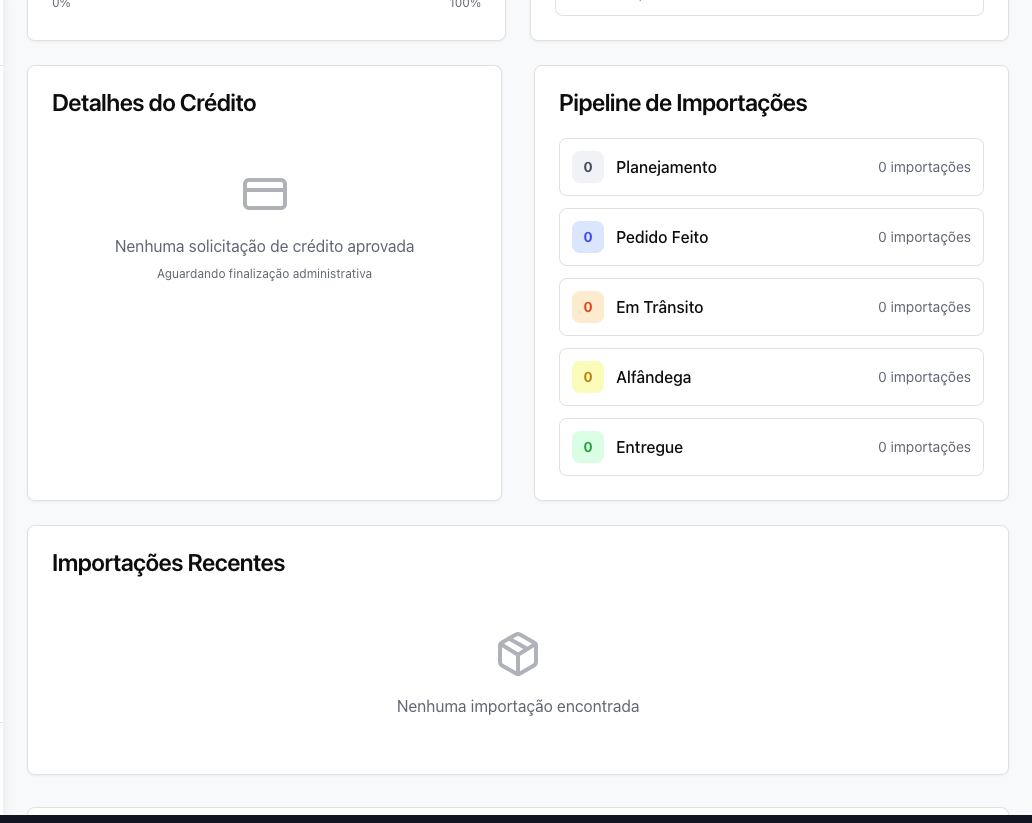 0%
100%
Detalhes do Crédito
Nenhuma solicitação de crédito aprovada
Aguardando finalização administrativa
Pipeline de Importações
0 Planejamento 0 importações
0 Pedido Feito 0 importações
0 Em Trânsito 0 importações
0 Alfândega 0 importações
0 Entregue 0 importações
Importações Recentes
Nenhuma importação encontrada